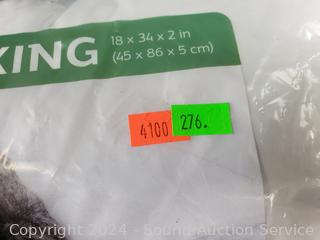 KING
18 x 34 x 2 in
(45 x 86 x 5 cm)
4100
276.
Copyright 2024 - Sound Auction Service